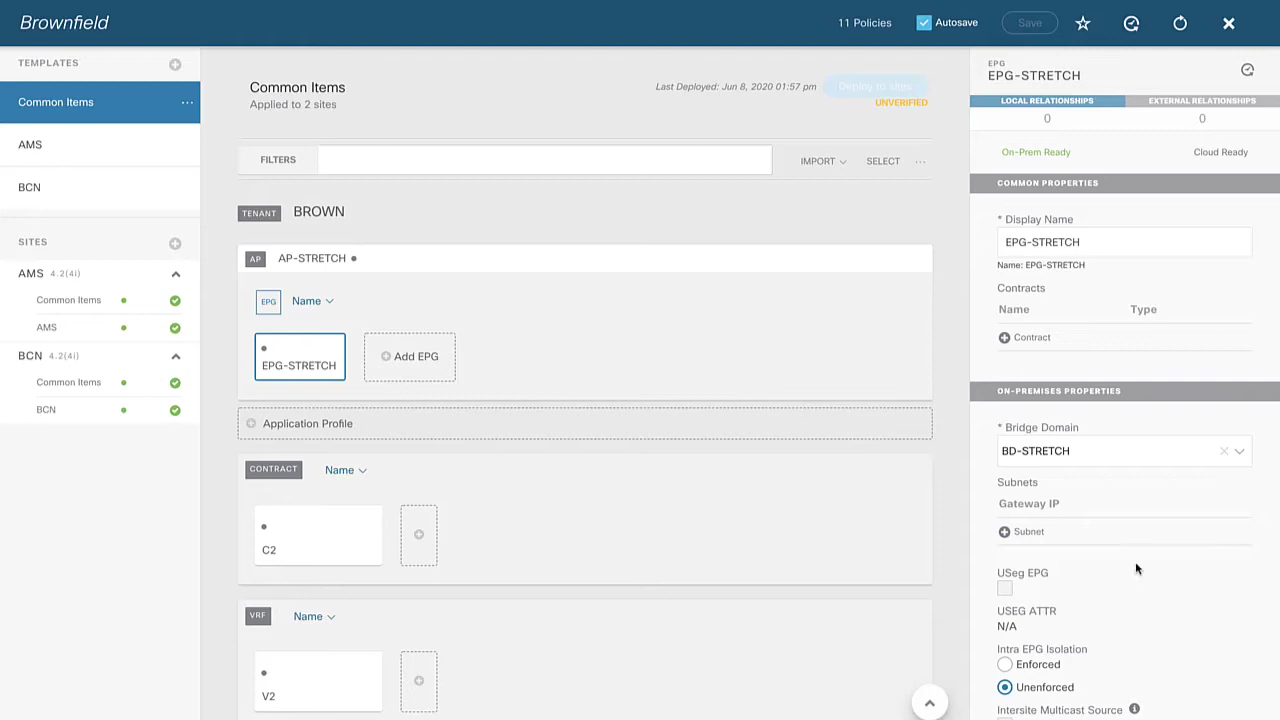 Brownfield
11 Policies
Autosave
Save
TEMPLATES
Common Items
AMS
BCN
SITES
AMS 4.2(4i)
Common Items
AMS
BCN 4.2(4i)
Common Items
BCN
Common Items
Applied to 2 sites
Last Deployed: Jun 8, 2020 01:57 pm
Deploy to sites
UNVERIFIED
FILTERS
IMPORT
SELECT
TENANT BROWN
AP AP-STRETCH
EPG Name
EPG-STRETCH
Add EPG
Application Profile
CONTRACT Name
C2
VRF Name
V2
EPG
EPG-STRETCH
LOCAL RELATIONSHIPS
EXTERNAL RELATIONSHIPS
0
0
On-Prem Ready
Cloud Ready
COMMON PROPERTIES
* Display Name
EPG-STRETCH
Name: EPG-STRETCH
Contracts
Name Type
Contract
ON-PREMISES PROPERTIES
* Bridge Domain
BD-STRETCH
Subnets
Gateway IP
Subnet
USeg EPG
USEG ATTR
N/A
Intra EPG Isolation
Enforced
Unenforced
Intersite Multicast Source